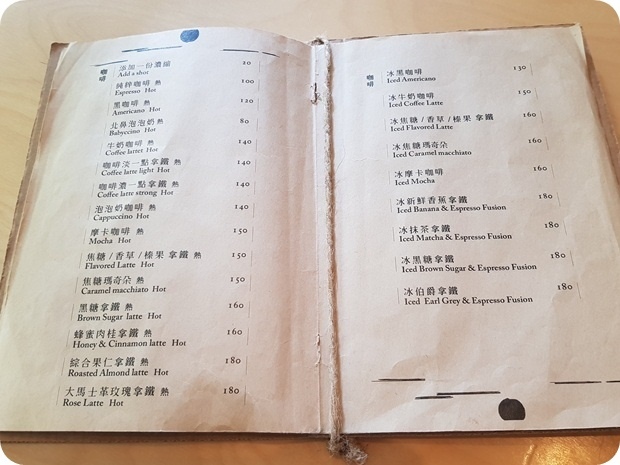 咖啡
添加一份濃縮 20
Add a shot
純粹咖啡 熱 100
Espresso Hot
黑咖啡 熱 120
Americano Hot
北鼻泡泡奶 熱 80
Babyccino Hot
牛奶咖啡 熱 140
Coffee latter Hot
咖啡淡一點拿鐵 熱 140
Coffee latte light Hot
咖啡濃一點拿鐵 熱 140
Coffee latte strong Hot
泡泡奶咖啡 熱 140
Cappuccino Hot
摩卡咖啡 熱 150
Mocha Hot
焦糖 / 香草 / 榛果 拿鐵 熱 150
Flavored Latte Hot
焦糖瑪奇朵 熱 150
Caramel macchiato Hot
黑糖拿鐵 熱 160
Brown Sugar latte Hot
蜂蜜肉桂拿鐵 熱 160
Honey & Cinnamon latte Hot
綜合果仁拿鐵 熱 180
Roasted Almond latte Hot
大馬士革玫瑰拿鐵 熱 180
Rose Latte Hot
咖啡
冰黑咖啡 130
Iced Americano
冰牛奶咖啡 150
Iced Coffee Latte
冰焦糖 / 香草 / 榛果 拿鐵 160
Iced Flavored Latte
冰焦糖瑪奇朵 160
Iced Caramel macchiato
冰摩卡咖啡 160
Iced Mocha
冰新鮮香蕉拿鐵 180
Iced Banana & Espresso Fusion
冰抹茶拿鐵 180
Iced Matcha & Espresso Fusion
冰黑糖拿鐵 180
Iced Brown Sugar & Espresso Fusion
冰伯爵拿鐵 180
Iced Earl Grey & Espresso Fusion